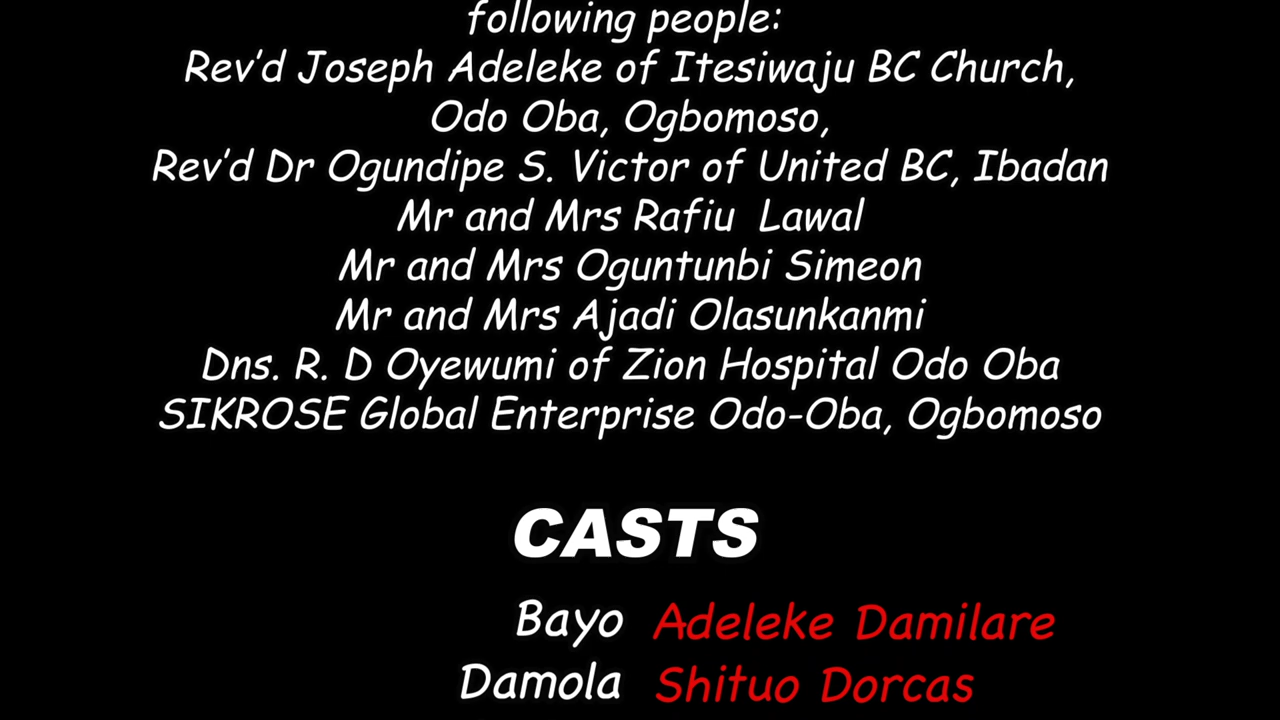 following people:
Rev'd Joseph Adeleke of Itesiwaju BC Church,
Odo Oba, Ogbomoso,
Rev'd Dr Ogundipe S. Victor of United BC, Ibadan
Mr and Mrs Rafiu Lawal
Mr and Mrs Oguntunbi Simeon
Mr and Mrs Ajadi Olasunkanmi
Dns. R. D Oyewumi of Zion Hospital Odo Oba
SIKROSE Global Enterprise Odo-Oba, Ogbomoso
CASTS
Bayo Adeleke Damilare
Damola Shituo Dorcas